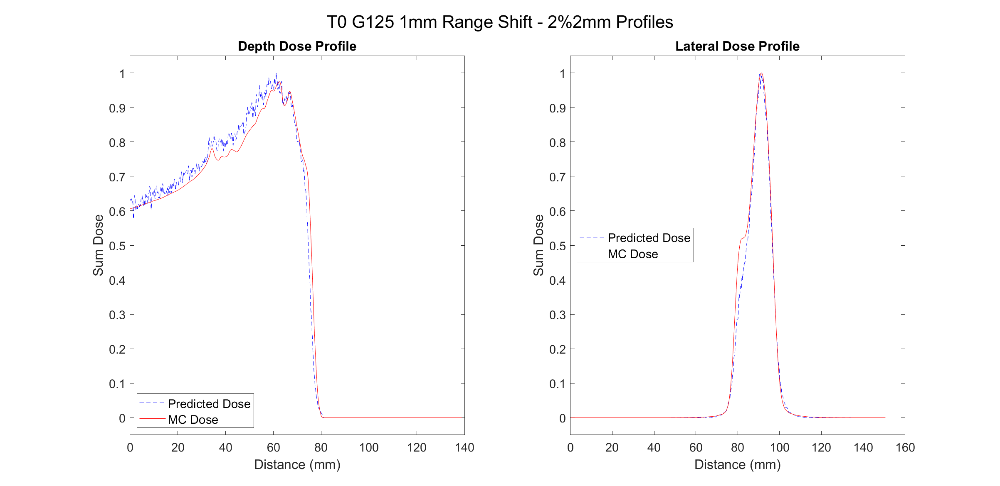 T0 G125 1mm Range Shift - 2%2mm Profiles
Depth Dose Profile
1
0.9
0.8
0.7
0.6
0.5
0.4
0.3
0.2
0.1
0
Sum Dose
Predicted Dose
MC Dose
0 20 40 60 80 100 120 140
Distance (mm)
Lateral Dose Profile
1
0.9
0.8
0.7
0.6
0.5
0.4
0.3
0.2
0.1
0
Sum Dose
Predicted Dose
MC Dose
0 20 40 60 80 100 120 140 160
Distance (mm)